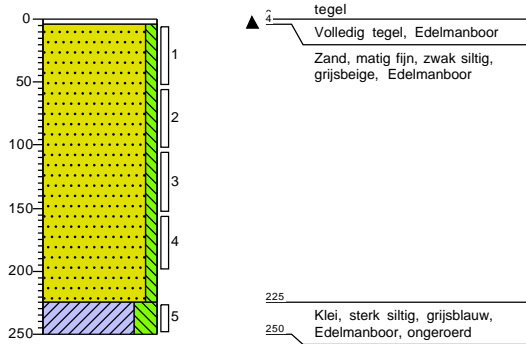 0
50
100
150
200
250
1
2
3
4
5
tegel
4
Volledig tegel, Edelmanboor
Zand, matig fijn, zwak siltig,
grijsbeige, Edelmanboor
225
Klei, sterk siltig, grijsblauw,
250
Edelmanboor, ongeroerd